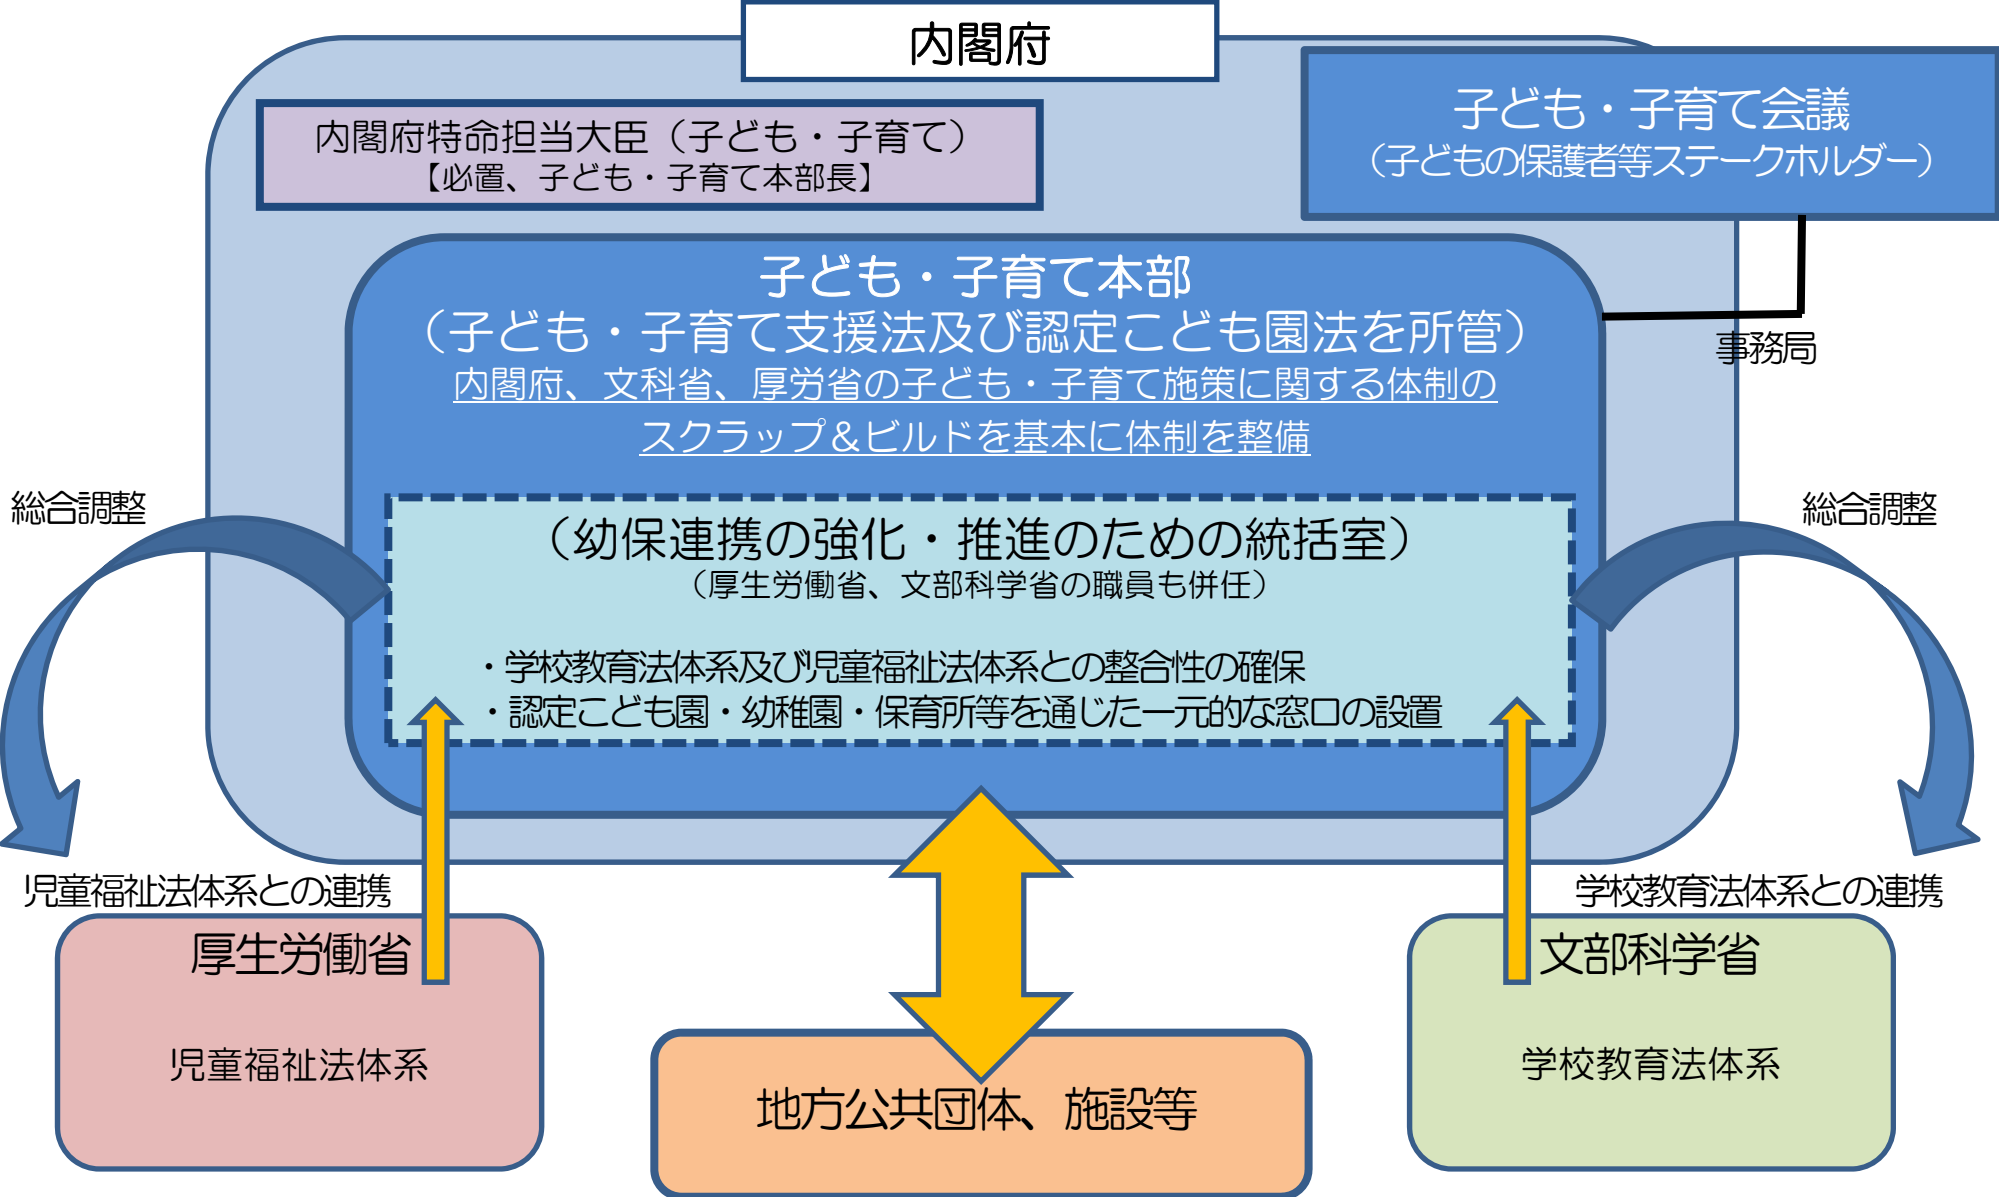 内閣府
内閣府特命担当大臣（子ども・子育て）
【必置、子ども・子育て本部長】
子ども・子育て会議
（子どもの保護者等ステークホルダー）
子ども・子育て本部
（子ども・子育て支援法及び認定こども園法を所管）
内閣府、文科省、厚労省の子ども・子育て施策に関する体制の
スクラップ＆ビルドを基本に体制を整備
事務局
総合調整
総合調整
（幼保連携の強化・推進のための統括室）
（厚生労働省、文部科学省の職員も併任）
・学校教育法体系及び児童福祉法体系との整合性の確保
・認定こども園・幼稚園・保育所等を通じた一元的な窓口の設置
児童福祉法体系との連携
学校教育法体系との連携
厚生労働省
児童福祉法体系
文部科学省
学校教育法体系
地方公共団体、施設等